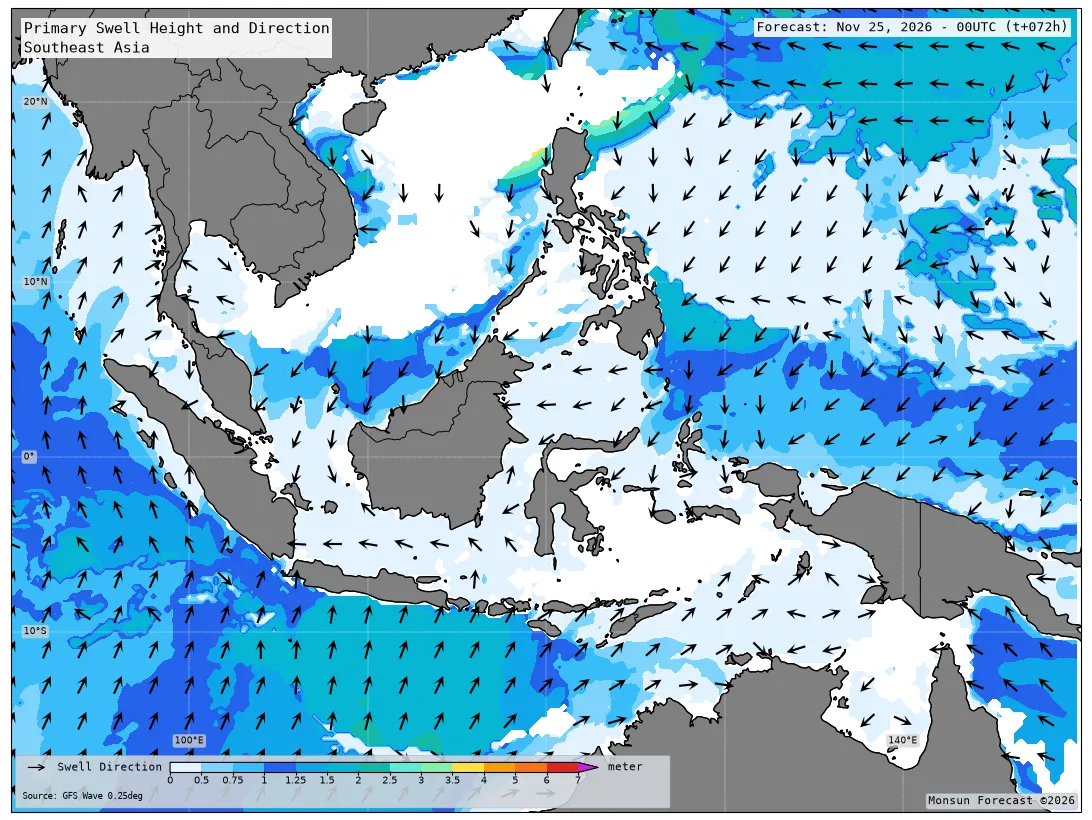 Primary Swell Height and Direction
Southeast Asia
Forecast: Nov 25, 2026 - 00UTC (t+072h)
20°N
10°N
0°
10°S
100°E
140°E
Swell Direction
meter
0 0.5 0.75 1 1.25 1.5 2 2.5 3 3.5 4 5 6 7
Source: GFS Wave 0.25deg
Monsun Forecast ©2026